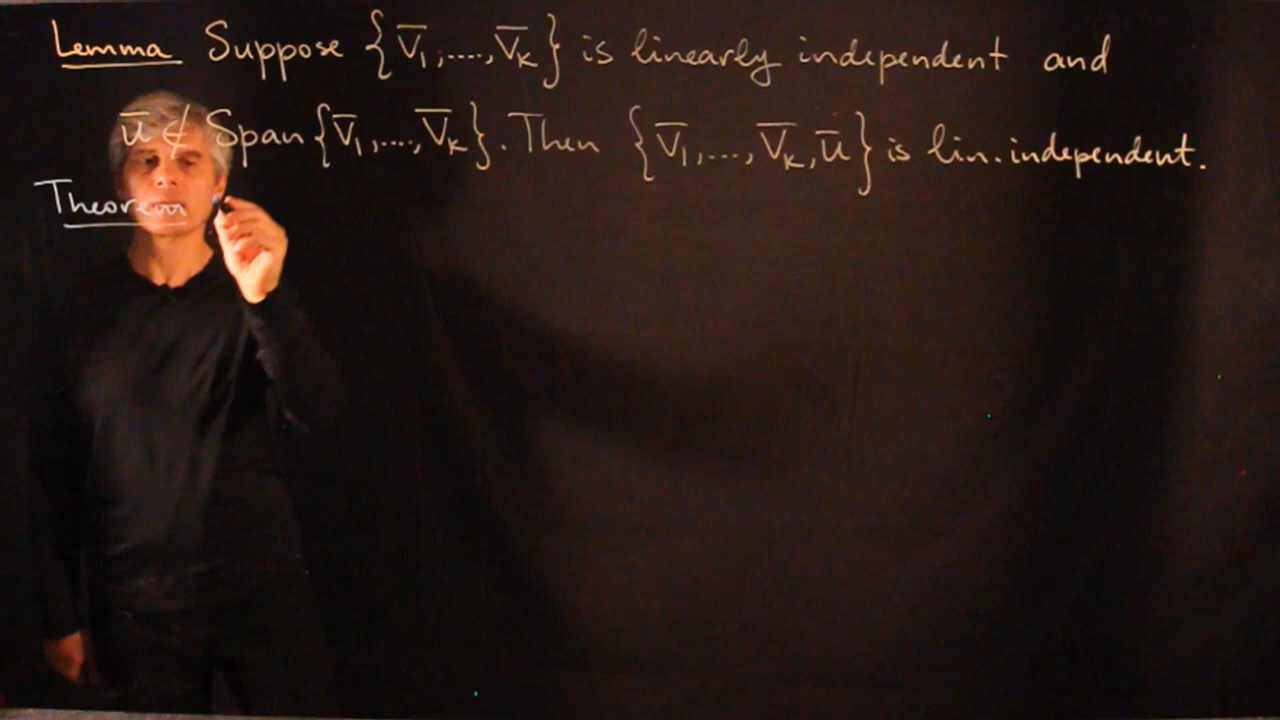 Lemma Suppose {v̅₁,....,v̅ₖ} is linearly independent and
u̅ ∉ Span{v̅₁,....,v̅ₖ}. Then {v̅₁,...,v̅ₖ,u̅} is lin. independent.
Theorem